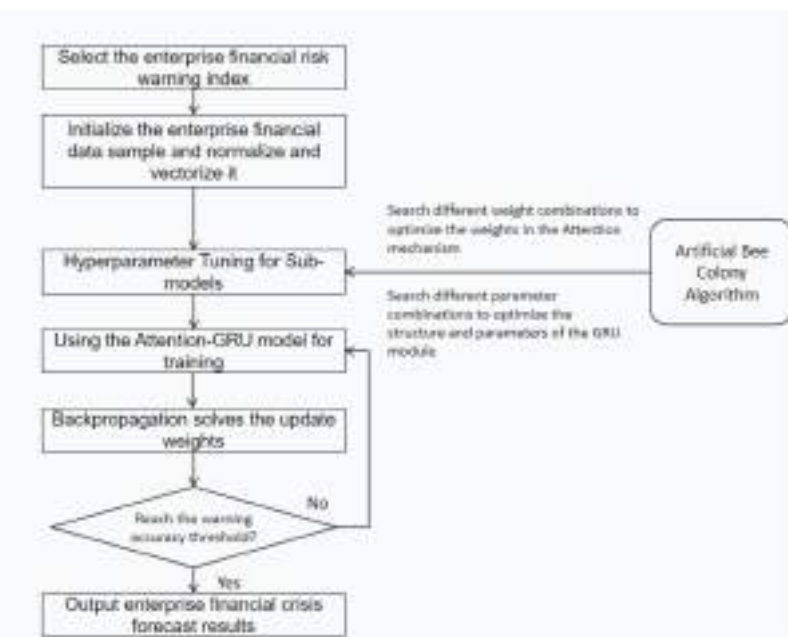 Select the enterprise financial risk
warning index
Initialize the enterprise financial
data sample and normalize and
vectorize it
Search different weight combinations to
optimize the weights in the Attention
mechanism
Artificial Bee
Colony
Algorithm
Hyperparameter Tuning for Sub-
models
Search different parameter
combinations to optimize the
structure and parameters of the GRU
module
Using the Attention-GRU model for
training
Backpropagation solves the update
weights
No
Reach the warning
accuracy threshold?
Yes
Output enterprise financial crisis
forecast results